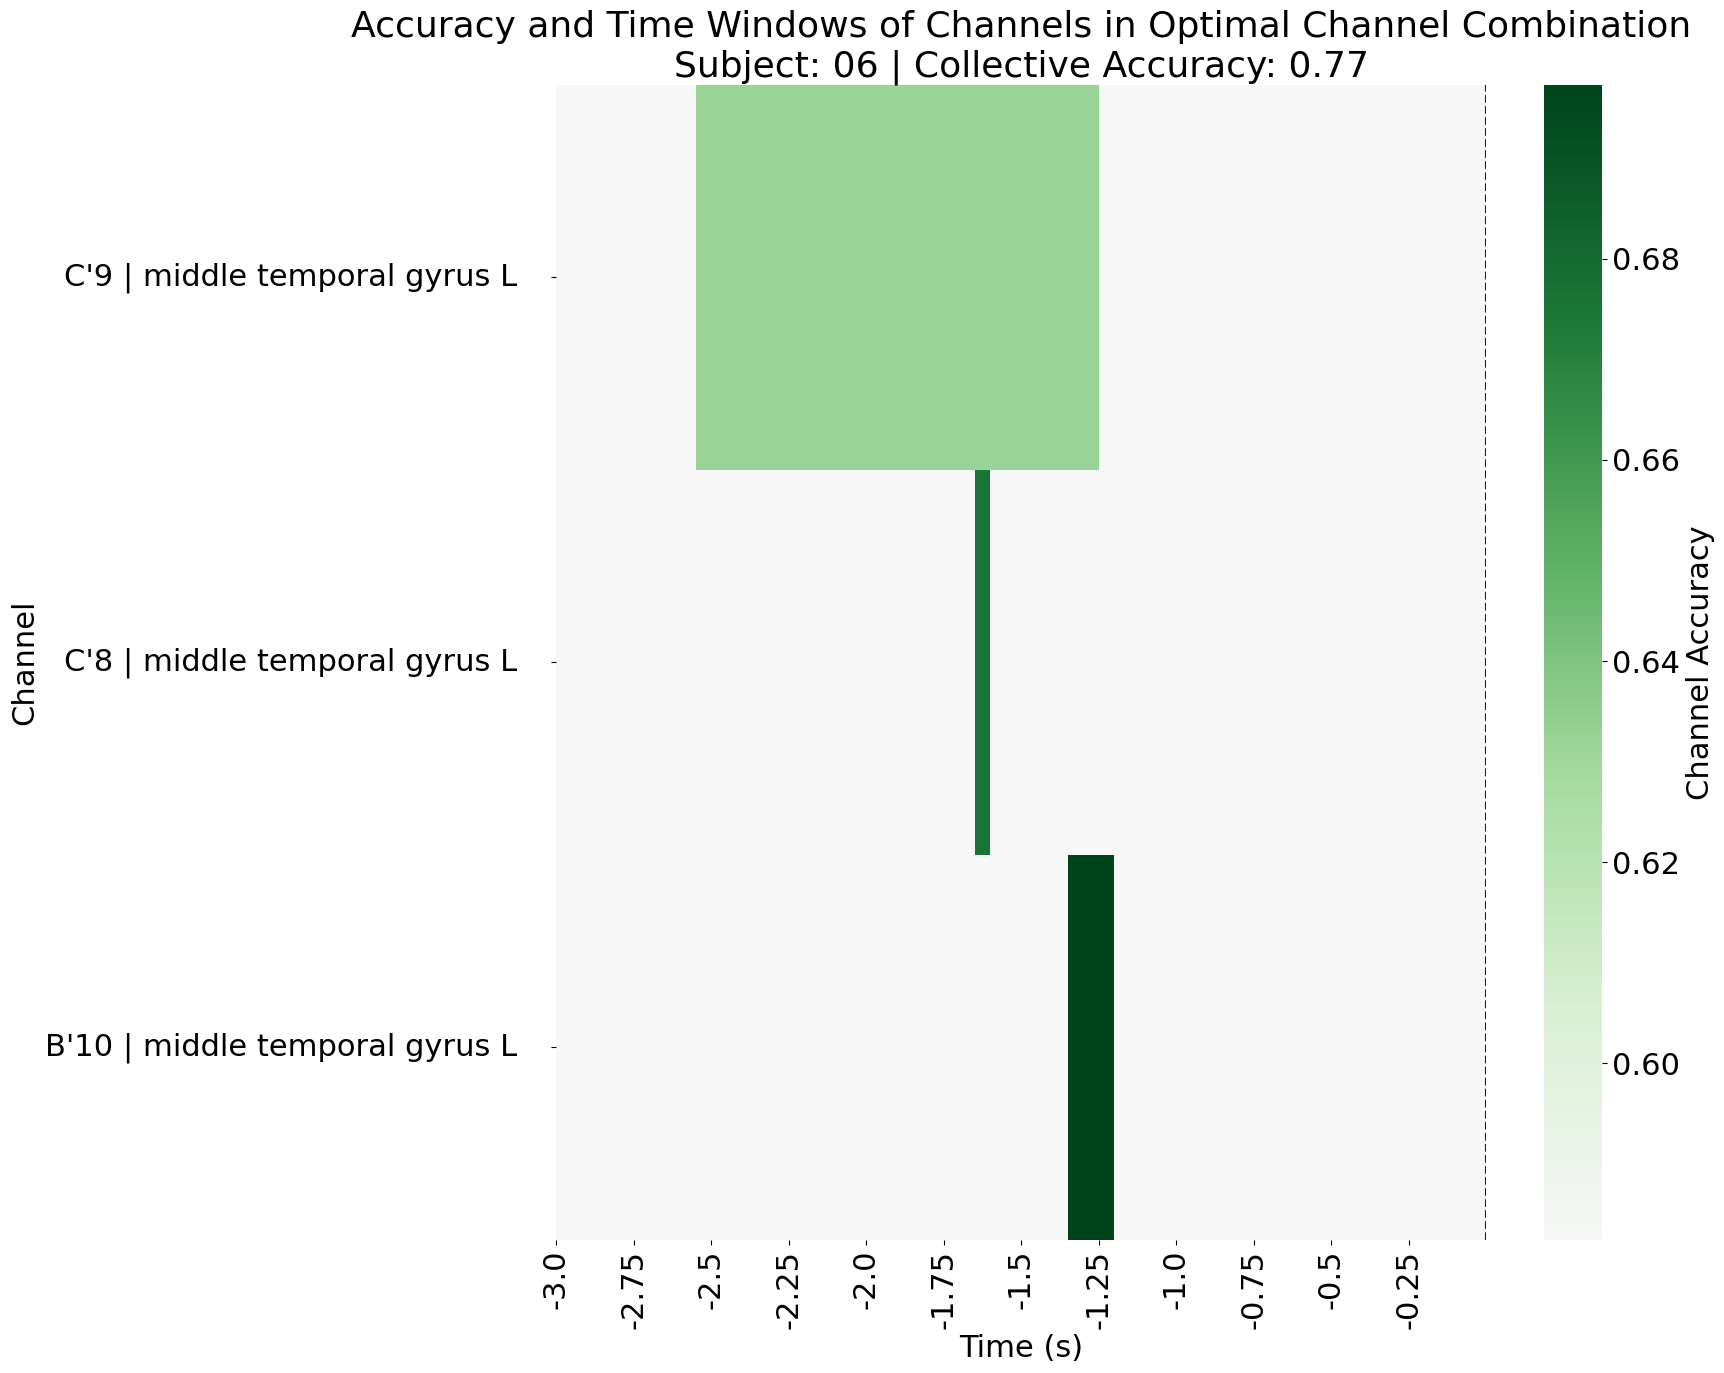 Accuracy and Time Windows of Channels in Optimal Channel Combination
Subject: 06 | Collective Accuracy: 0.77
Channel
C'9 | middle temporal gyrus L
C'8 | middle temporal gyrus L
B'10 | middle temporal gyrus L
-3.0
-2.75
-2.5
-2.25
-2.0
-1.75
-1.5
-1.25
-1.0
-0.75
-0.5
-0.25
Time (s)
0.68
0.66
0.64
0.62
0.60
Channel Accuracy